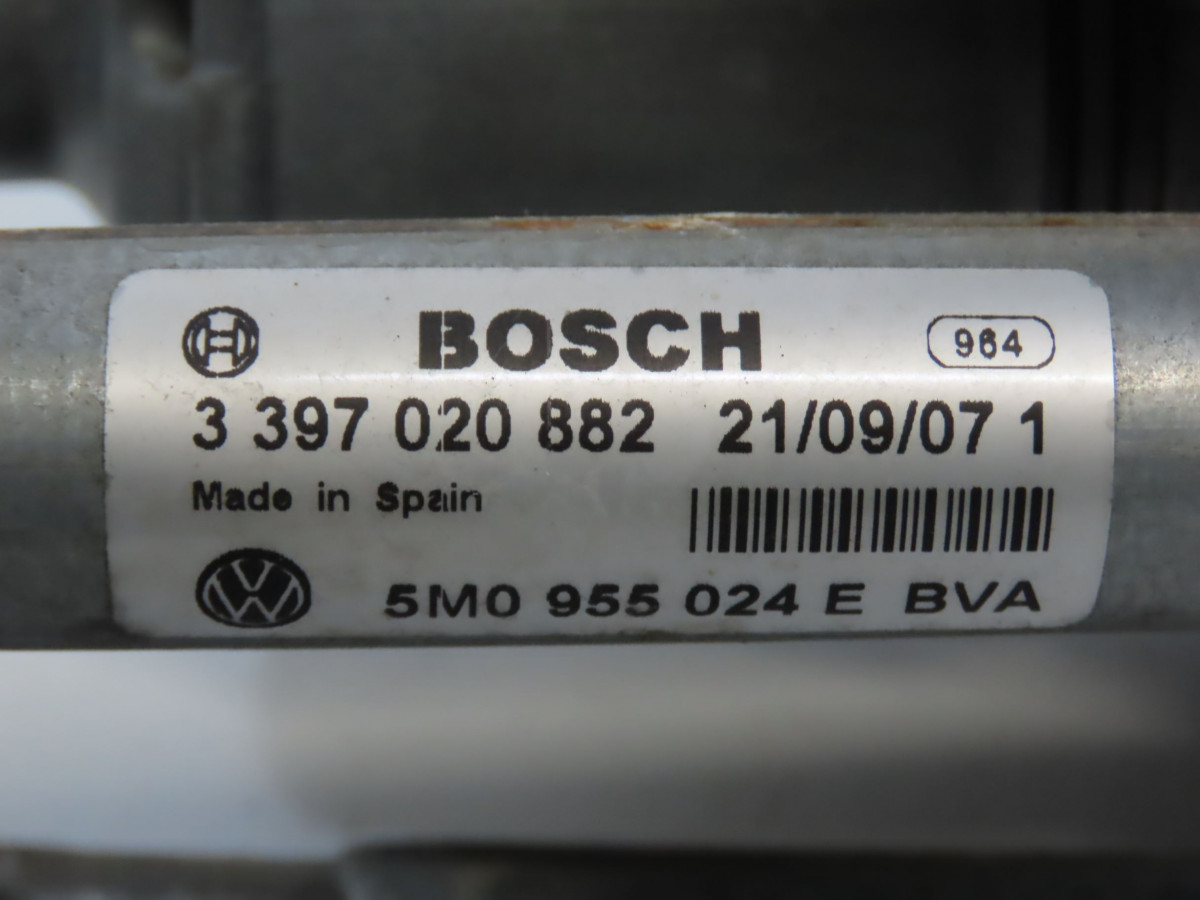 BOSCH 964
3 397 020 882 21/09/07 1
Made in Spain
5M0 955 024 E BVA